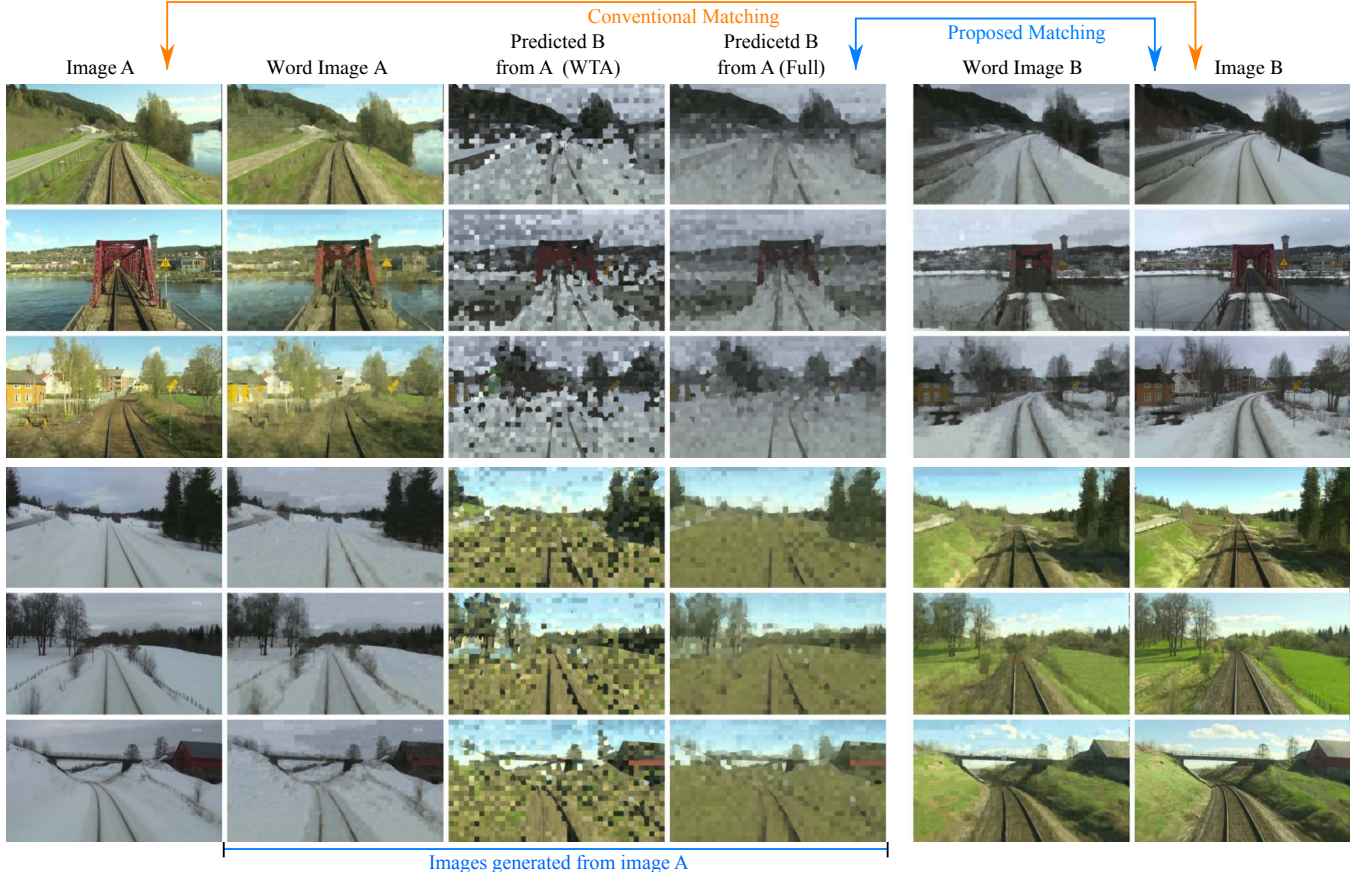 Conventional Matching
Proposed Matching
Image A
Word Image A
Predicted B
from A (WTA)
Predicetd B
from A (Full)
Word Image B
Image B
Images generated from image A